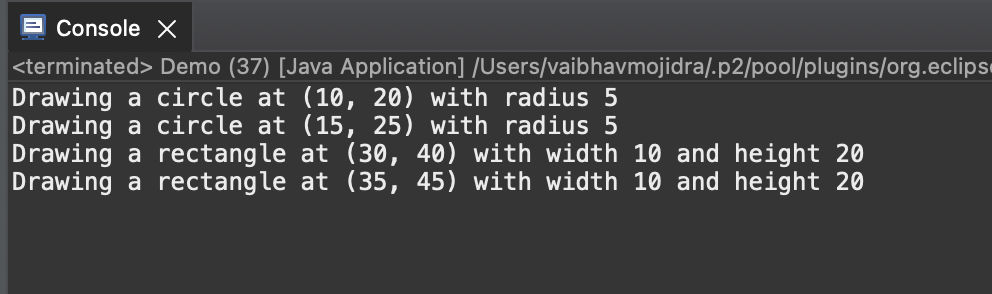 Console
<terminated> Demo (37) [Java Application] /Users/vaibhavmojidra/.p2/pool/plugins/org.eclips
Drawing a circle at (10, 20) with radius 5
Drawing a circle at (15, 25) with radius 5
Drawing a rectangle at (30, 40) with width 10 and height 20
Drawing a rectangle at (35, 45) with width 10 and height 20